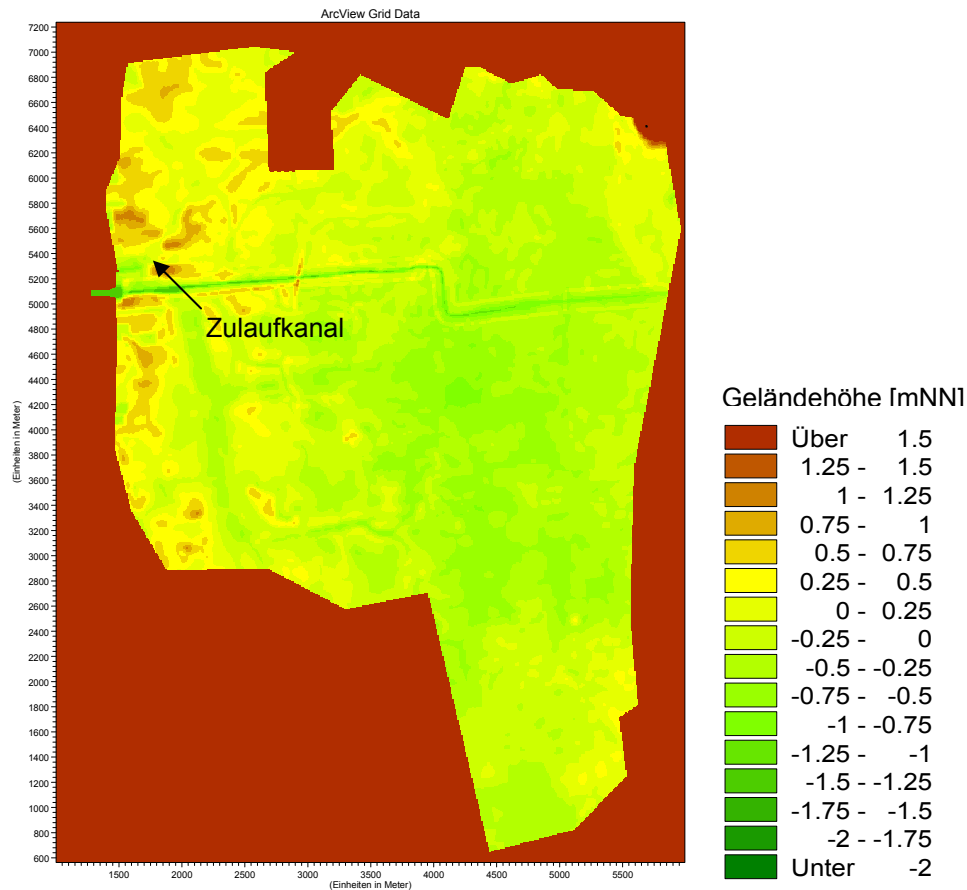 ArcView Grid Data
7200
7000
6800
6600
6400
6200
6000
5800
5600
5400
5200
5000
4800
4600
4400
4200
4000
3800
3600
3400
3200
3000
2800
2600
2400
2200
2000
1800
1600
1400
1200
1000
800
600
(Einheiten in Meter)
Zulaufkanal
1500 2000 2500 3000 3500 4000 4500 5000 5500
(Einheiten in Meter)
Geländehöhe [mNN]
Über 1.5
1.25 - 1.5
1 - 1.25
0.75 - 1
0.5 - 0.75
0.25 - 0.5
0 - 0.25
-0.25 - 0
-0.5 - -0.25
-0.75 - -0.5
-1 - -0.75
-1.25 - -1
-1.5 - -1.25
-1.75 - -1.5
-2 - -1.75
Unter -2